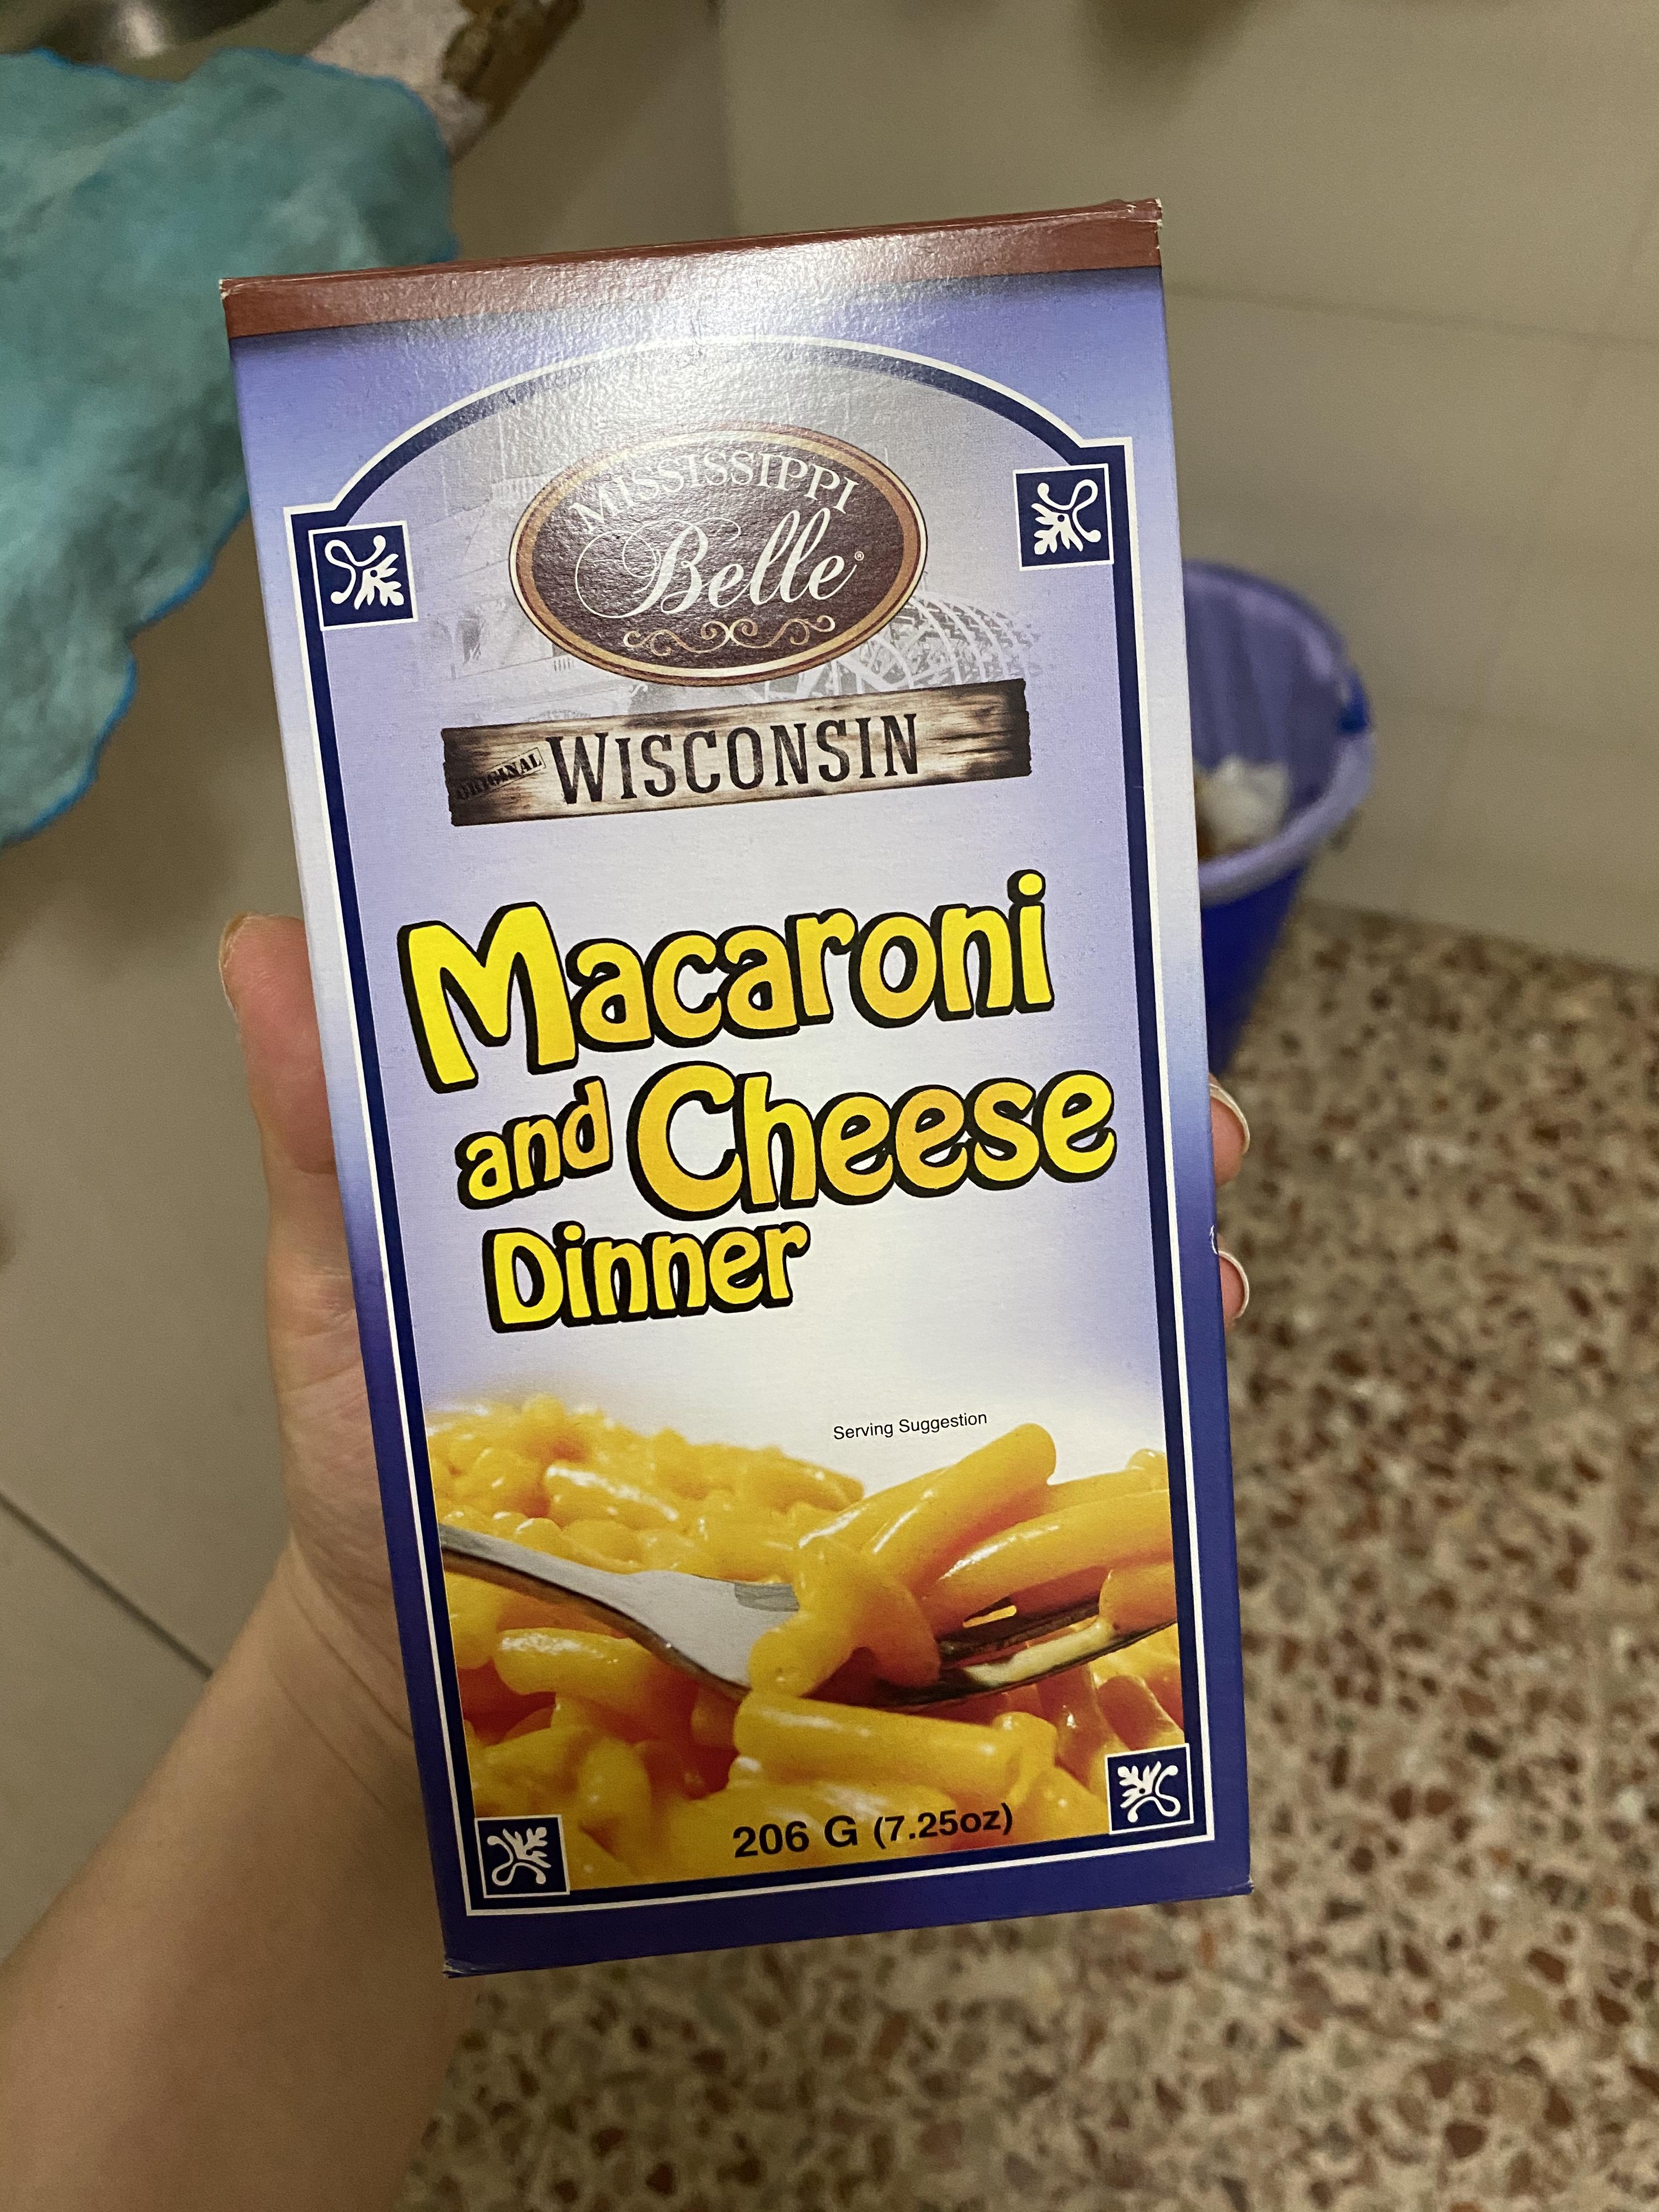 MISSISSIPPI
Belle®
ORIGINAL WISCONSIN
Macaroni
and Cheese
Dinner
Serving Suggestion
206 G (7.25oz)